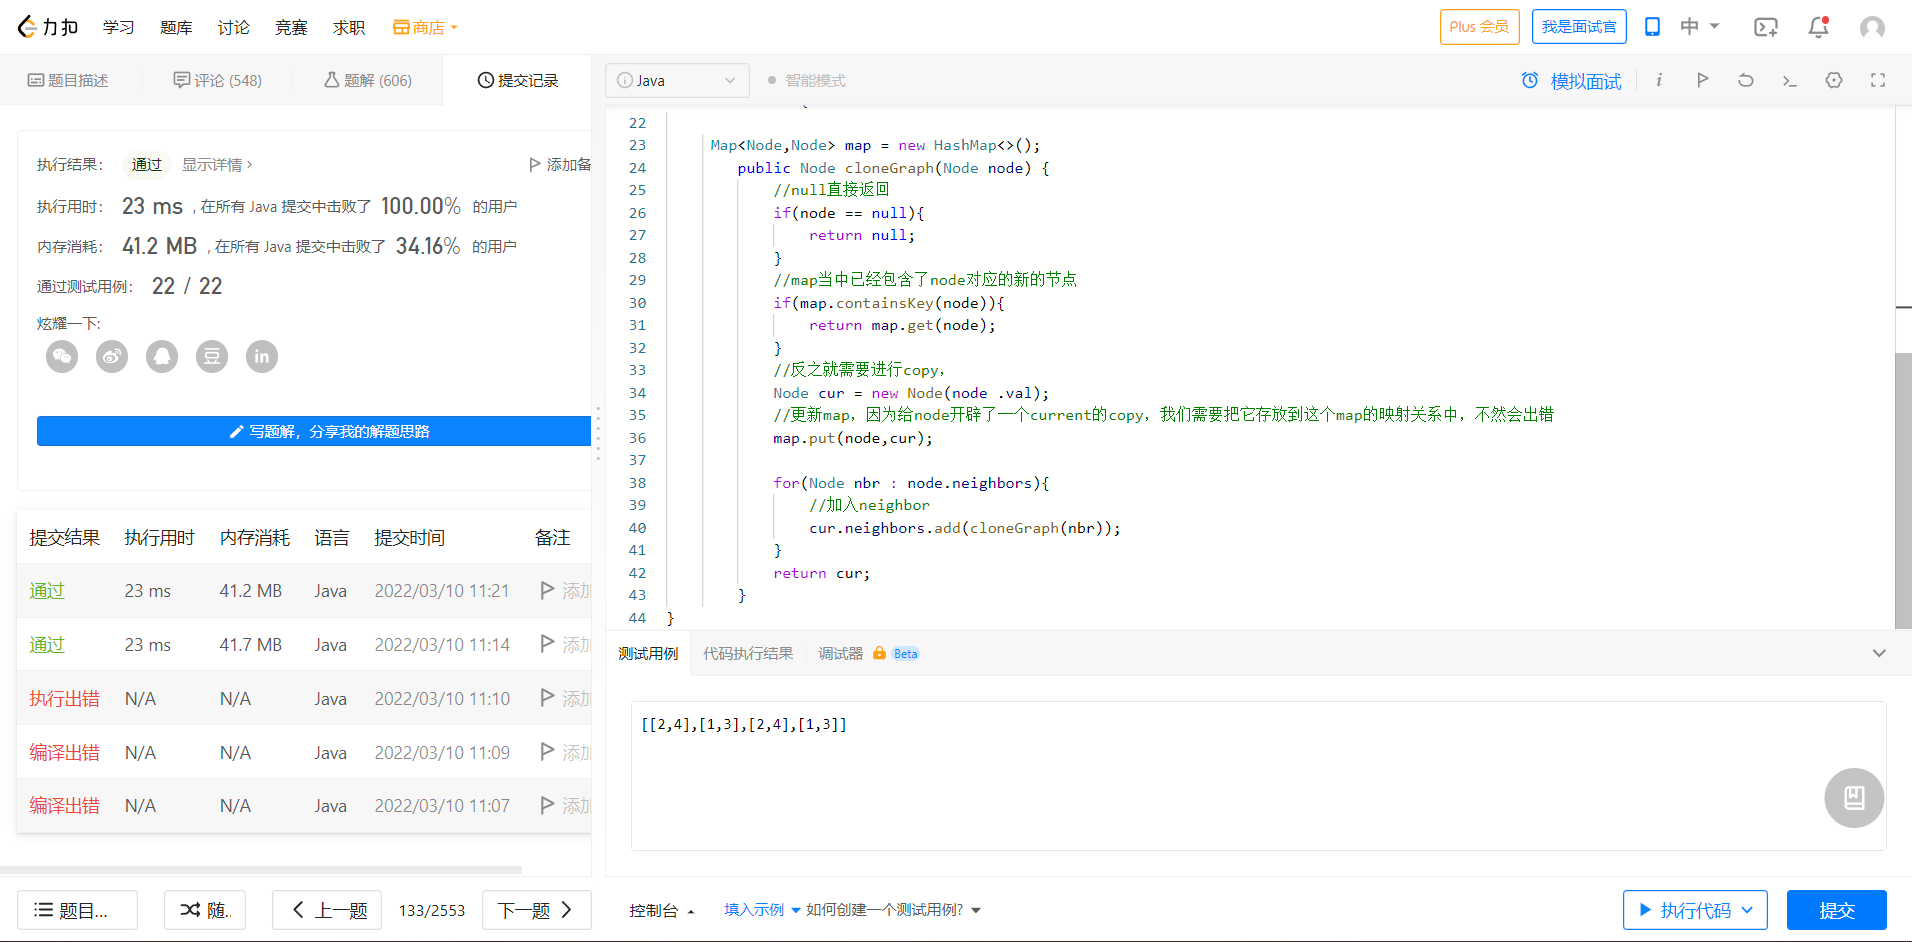 力扣 学习 题库 讨论 竞赛 求职 商店 Plus 会员 我是面试官 中
题目描述 评论 (548) 题解 (606) 提交记录
执行结果： 通过 显示详情 › 添加备
执行用时： 23 ms , 在所有 Java 提交中击败了 100.00% 的用户
内存消耗： 41.2 MB , 在所有 Java 提交中击败了 34.16% 的用户
通过测试用例： 22 / 22
炫耀一下:
豆 in
写题解，分享我的解题思路
提交结果 执行用时 内存消耗 语言 提交时间 备注
通过 23 ms 41.2 MB Java 2022/03/10 11:21 添加
通过 23 ms 41.7 MB Java 2022/03/10 11:14 添加
执行出错 N/A N/A Java 2022/03/10 11:10 添加
编译出错 N/A N/A Java 2022/03/10 11:09 添加
编译出错 N/A N/A Java 2022/03/10 11:07 添加
题目... 随. 上一题 133/2553 下一题
Java 智能模式 模拟面试 i
22
23 Map<Node,Node> map = new HashMap<>();
24 public Node cloneGraph(Node node) {
25 //null直接返回
26 if(node == null){
27 return null;
28 }
29 //map当中已经包含了node对应的新的节点
30 if(map.containsKey(node)){
31 return map.get(node);
32 }
33 //反之就需要进行copy，
34 Node cur = new Node(node .val);
35 //更新map，因为给node开辟了一个current的copy，我们需要把它存放到这个map的映射关系中，不然会出错
36 map.put(node,cur);
37
38 for(Node nbr : node.neighbors){
39 //加入neighbor
40 cur.neighbors.add(cloneGraph(nbr));
41 }
42 return cur;
43 }
44 }
测试用例 代码执行结果 调试器 Beta
[[2,4],[1,3],[2,4],[1,3]]
控制台 填入示例 如何创建一个测试用例? 执行代码 提交